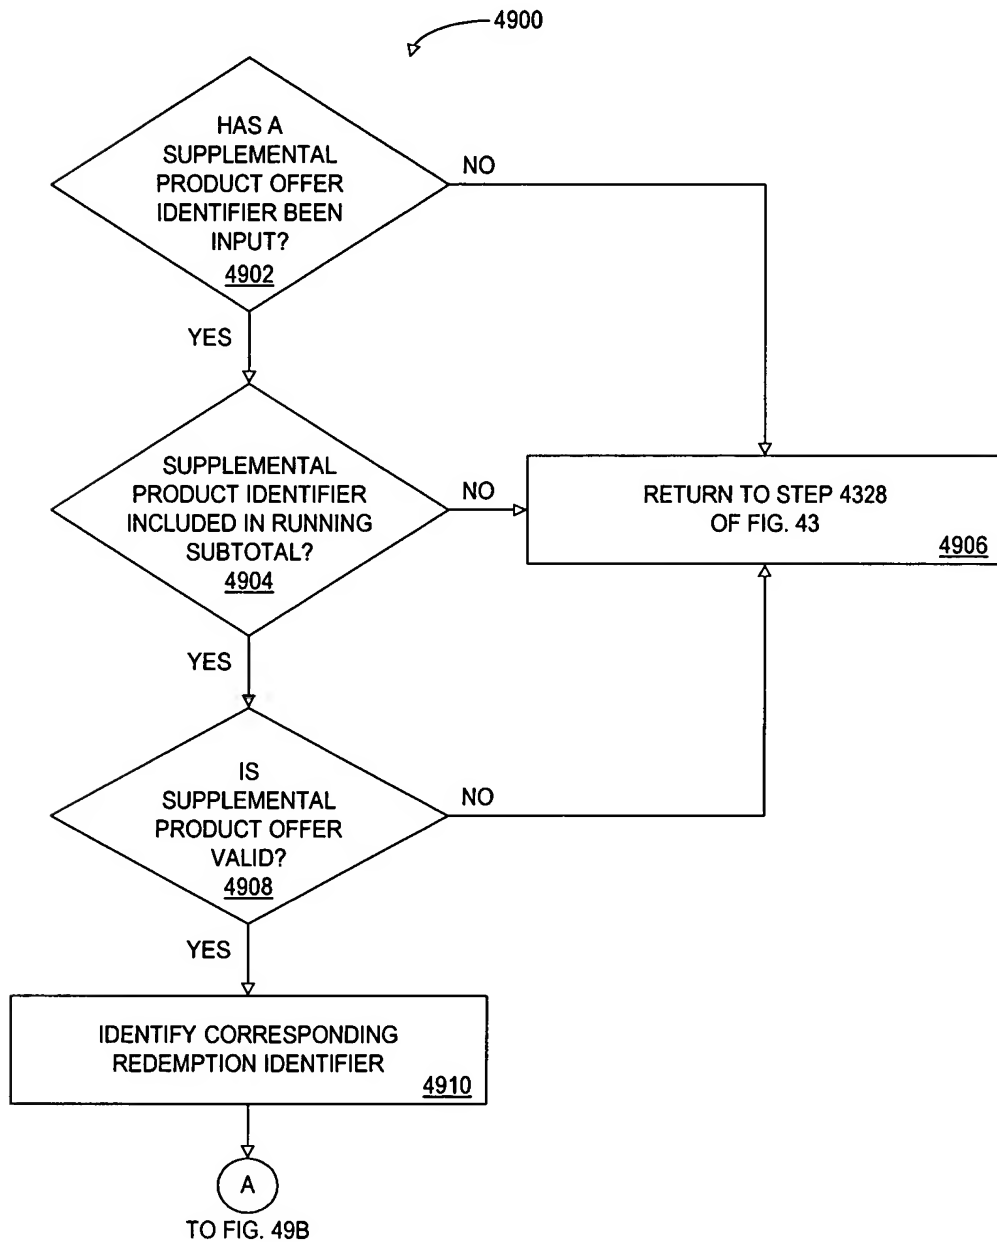 4900
HAS A
SUPPLEMENTAL
PRODUCT OFFER
IDENTIFIER BEEN
INPUT?
4902
NO
YES
SUPPLEMENTAL
PRODUCT IDENTIFIER
INCLUDED IN RUNNING
SUBTOTAL?
4904
NO
RETURN TO STEP 4328
OF FIG. 43
4906
YES
IS
SUPPLEMENTAL
PRODUCT OFFER
VALID?
4908
NO
YES
IDENTIFY CORRESPONDING
REDEMPTION IDENTIFIER
4910
A
TO FIG. 49B